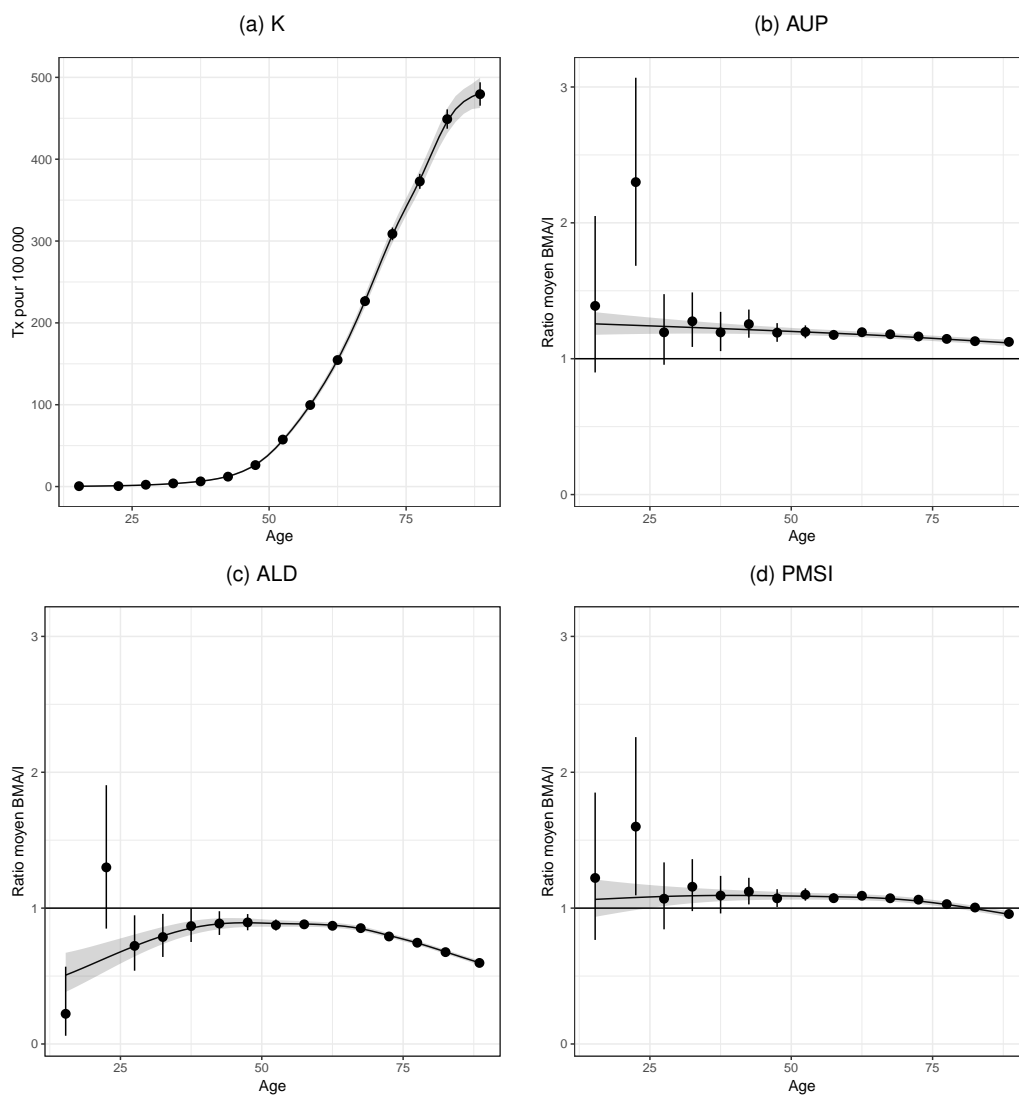 (a) K
500
400
300
200
100
0
Tx pour 100 000
25
50
75
Age
(b) AUP
3
2
1
0
Ratio moyen BMA/I
25
50
75
Age
(c) ALD
3
2
1
0
Ratio moyen BMA/I
25
50
75
Age
(d) PMSI
3
2
1
0
Ratio moyen BMA/I
25
50
75
Age